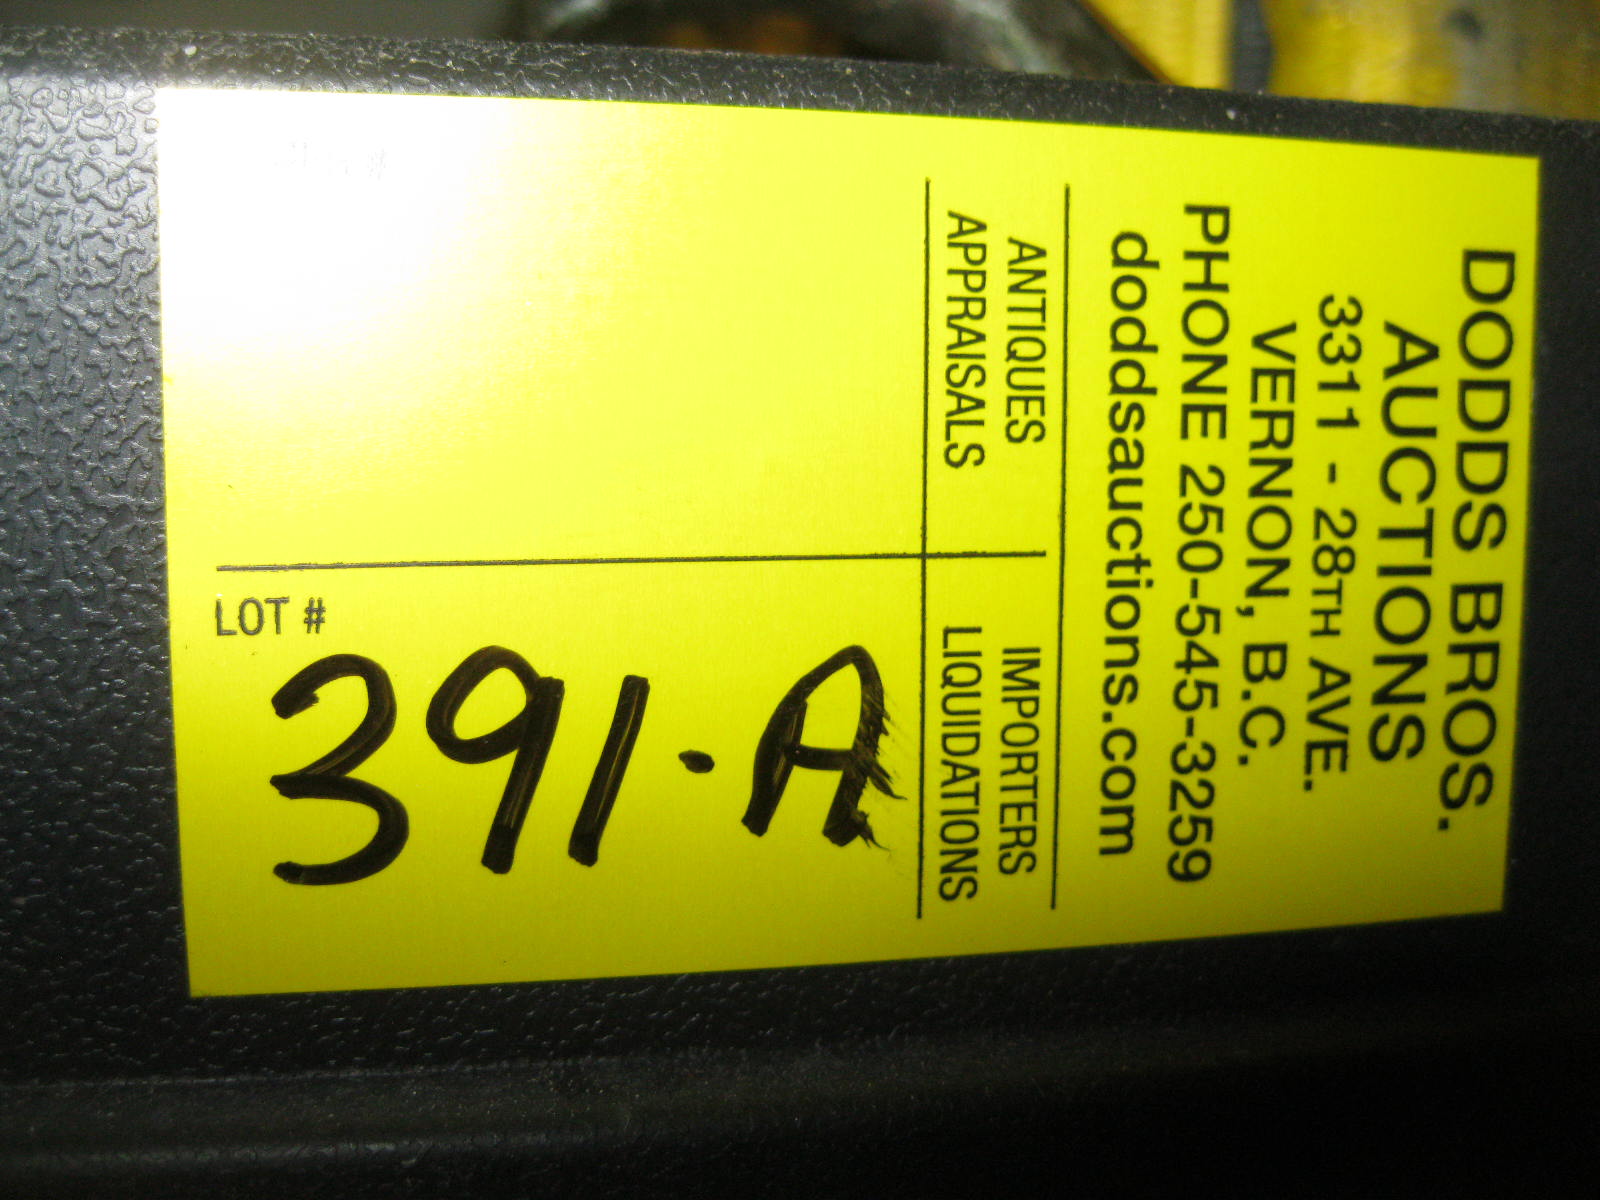 DODDS BROS.
AUCTIONS
3311 - 28TH AVE.
VERNON, B.C.
PHONE 250-545-3259
doddsauctions.com
ANTIQUES
APPRAISALS
IMPORTERS
LIQUIDATIONS
LOT #
391-A